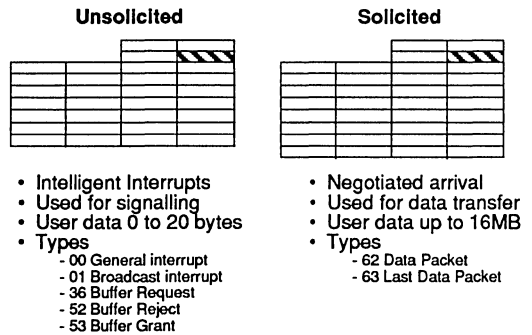 Unsolicited
• Intelligent Interrupts
• Used for signalling
• User data 0 to 20 bytes
• Types
- 00 General interrupt
- 01 Broadcast interrupt
- 36 Buffer Request
- 52 Buffer Reject
- 53 Buffer Grant
Solicited
• Negotiated arrival
• Used for data transfer
• User data up to 16MB
• Types
- 62 Data Packet
- 63 Last Data Packet